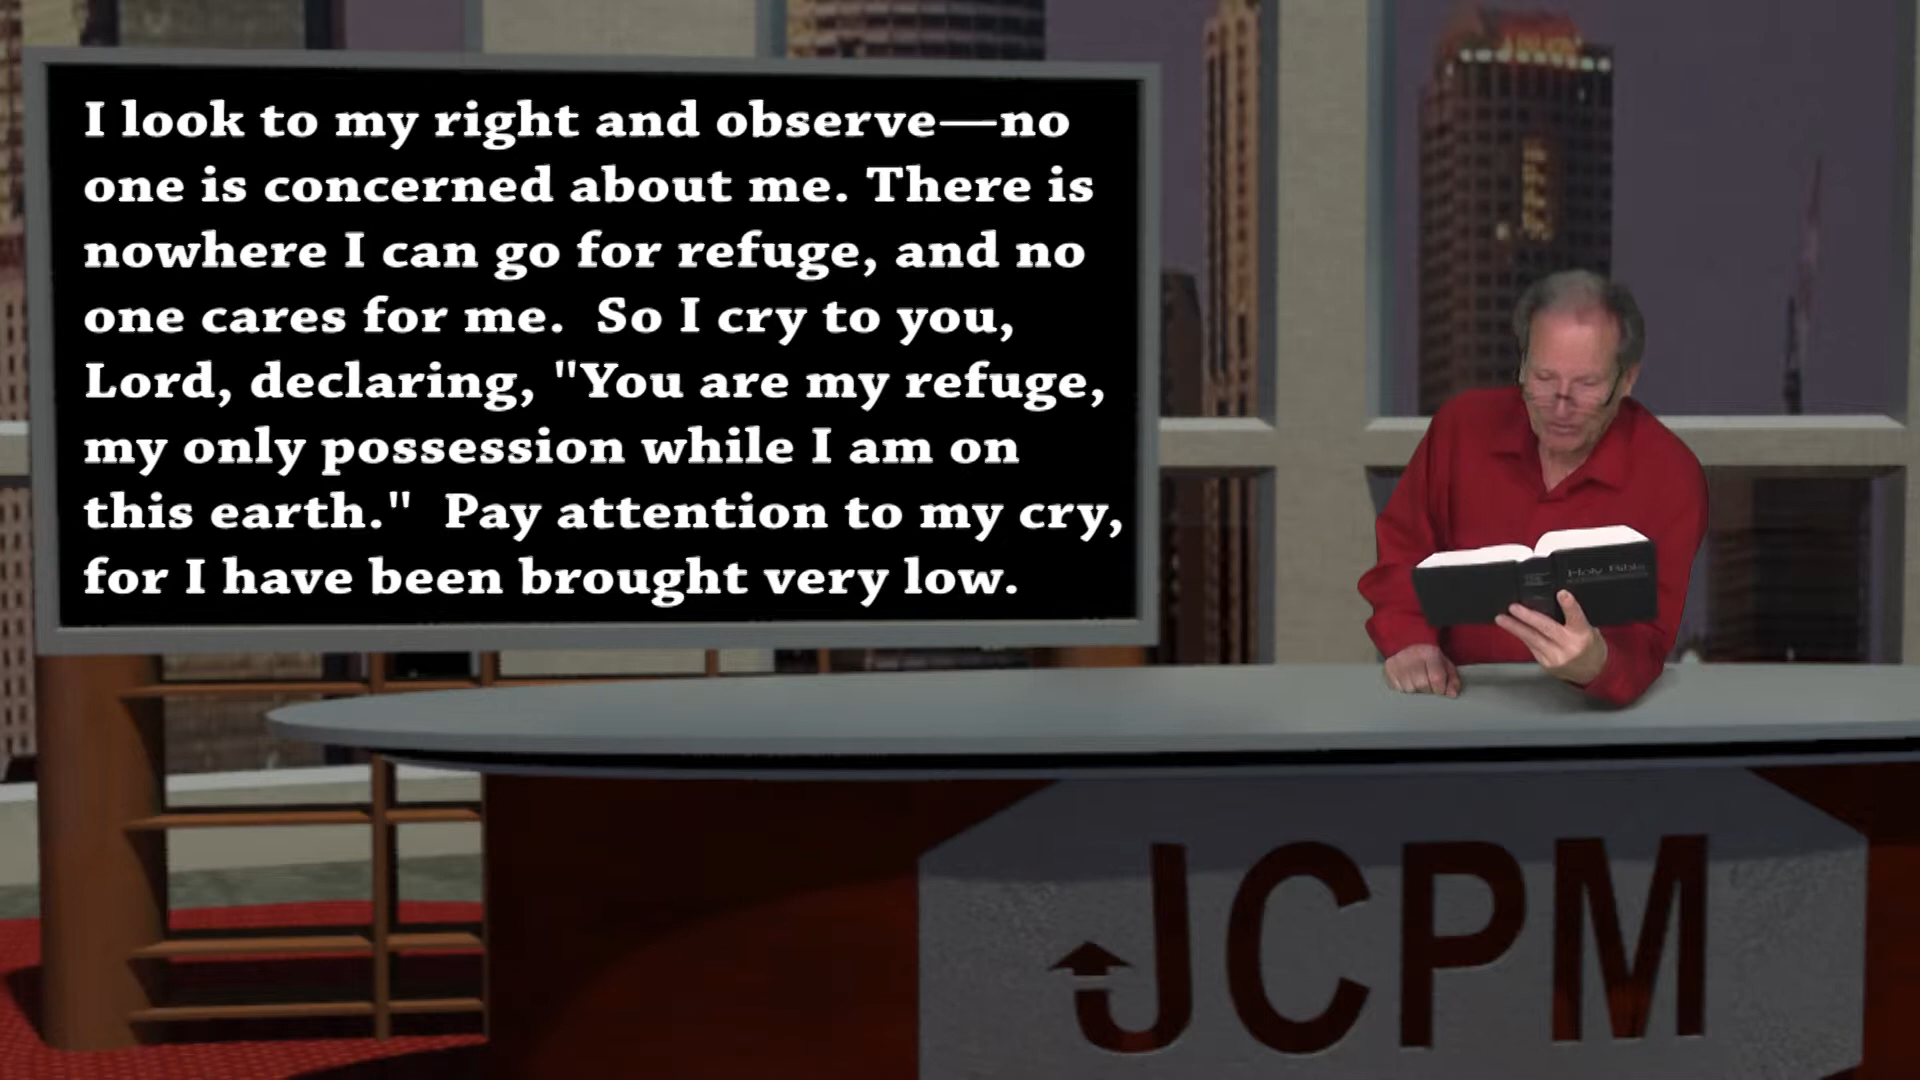 I look to my right and observe—no
one is concerned about me. There is
nowhere I can go for refuge, and no
one cares for me.  So I cry to you,
Lord, declaring, "You are my refuge,
my only possession while I am on
this earth."  Pay attention to my cry,
for I have been brought very low.
Holy Bible
JCPM